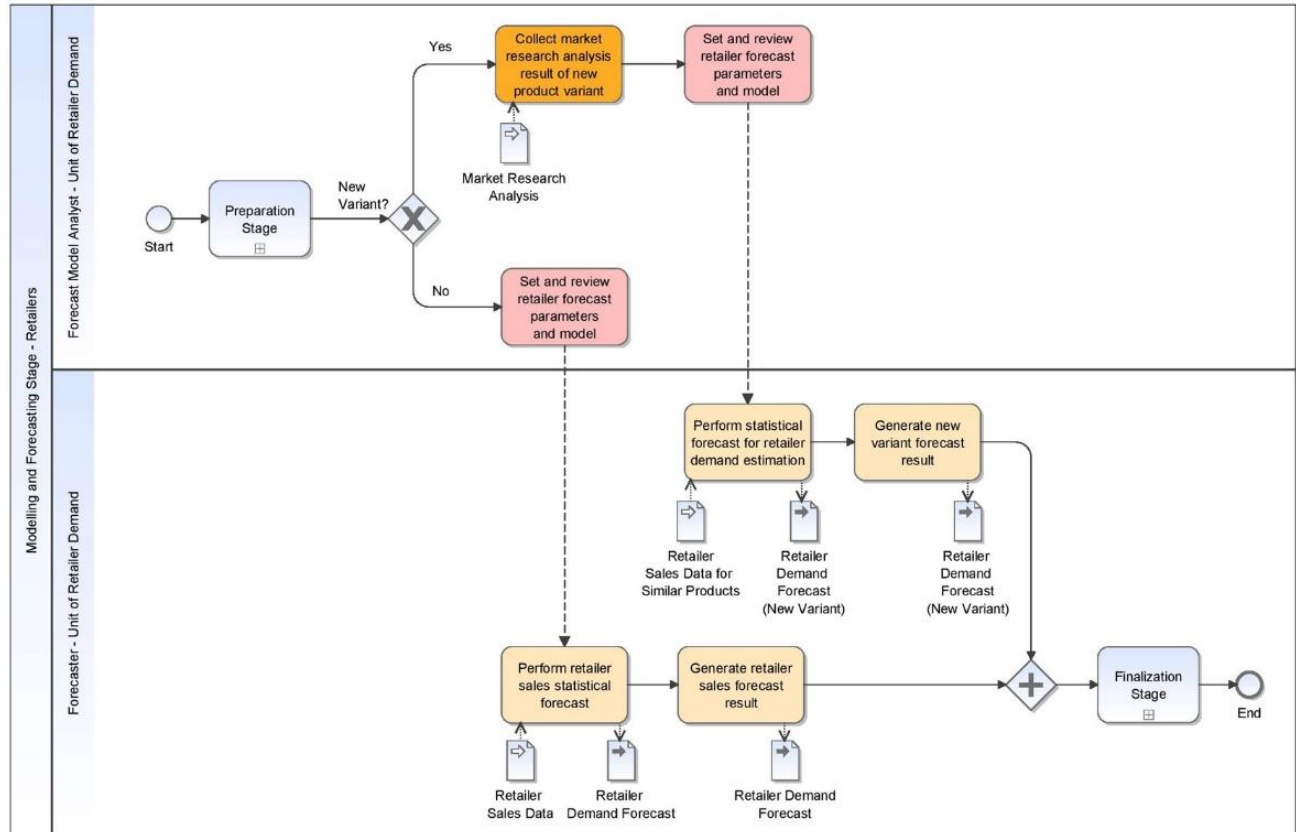 Modelling and Forecasting Stage - Retailers
Forecast Model Analyst - Unit of Retailer Demand
Start
Preparation
Stage
New
Variant?
Yes
Collect market
research analysis
result of new
product variant
Market Research
Analysis
Set and review
retailer forecast
parameters
and model
No
Set and review
retailer forecast
parameters
and model
Forecaster - Unit of Retailer Demand
Perform statistical
forecast for retailer
demand estimation
Retailer
Sales Data for
Similar Products
Retailer
Demand
Forecast
(New Variant)
Generate new
variant forecast
result
Retailer
Demand
Forecast
(New Variant)
Perform retailer
sales statistical
forecast
Retailer
Sales Data
Retailer
Demand Forecast
Generate retailer
sales forecast
result
Retailer Demand
Forecast
Finalization
Stage
End